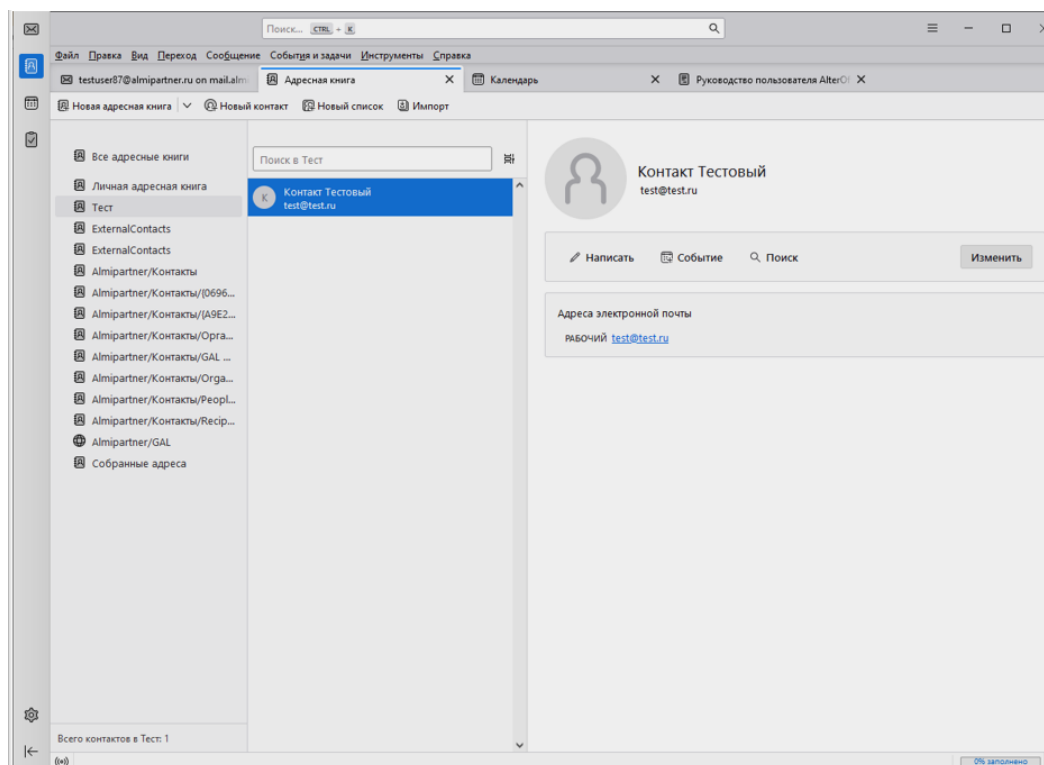 Поиск... CTRL + K
Файл Правка Вид Переход Сообщение События и задачи Инструменты Справка
testuser87@almipartner.ru on mail.alm
Адресная книга
Календарь
Руководство пользователя AlterO
Новая адресная книга
Новый контакт
Новый список
Импорт
Все адресные книги
Личная адресная книга
Тест
ExternalContacts
ExternalContacts
Almipartner/Контакты
Almipartner/Контакты/{0696...
Almipartner/Контакты/{A9E2...
Almipartner/Контакты/Opra...
Almipartner/Контакты/GAL ...
Almipartner/Контакты/Orga...
Almipartner/Контакты/Peopl...
Almipartner/Контакты/Recip...
Almipartner/GAL
Собранные адреса
Всего контактов в Тест: 1
Поиск в Тест
К
Контакт Тестовый
test@test.ru
Контакт Тестовый
test@test.ru
Написать
Событие
Поиск
Изменить
Адреса электронной почты
РАБОЧИЙ test@test.ru
0% заполнено